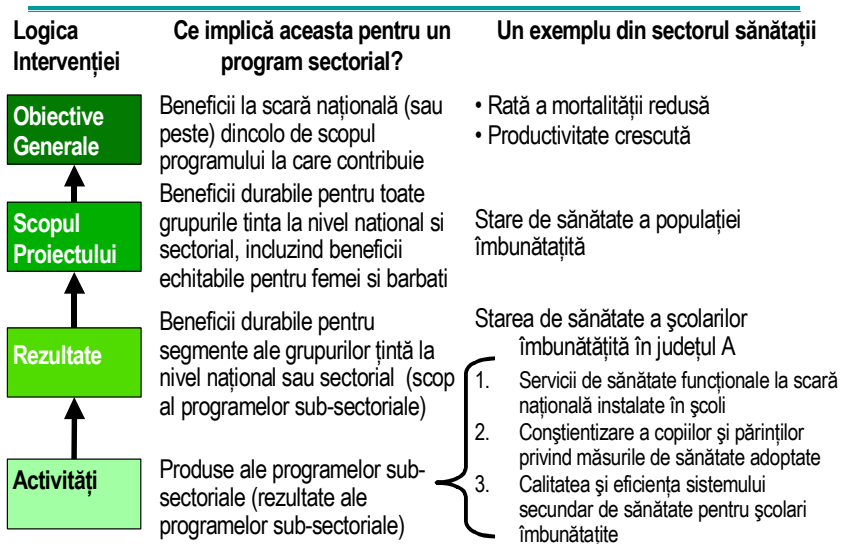 Logica
Intervenției
Ce implică aceasta pentru un
program sectorial?
Un exemplu din sectorul sănătații
Obiective
Generale
Beneficii la scară națională (sau
peste) dincolo de scopul
programului la care contribuie
• Rată a mortalității redusă
• Productivitate crescută
Scopul
Proiectului
Beneficii durabile pentru toate
grupurile tinta la nivel national si
sectorial, incluzind beneficii
echitabile pentru femei si barbati
Stare de sănătate a populației
îmbunătațită
Rezultate
Beneficii durabile pentru
segmente ale grupurilor țintă la
nivel național sau sectorial (scop
al programelor sub-sectoriale)
Starea de sănătate a şcolarilor
îmbunătățită în județul A
Activități
Produse ale programelor sub-
sectoriale (rezultate ale
programelor sub-sectoriale)
1. Servicii de sănătate funcționale la scară
națională instalate în şcoli
2. Conştientizare a copiilor şi părinților
privind măsurile de sănătate adoptate
3. Calitatea şi eficiența sistemului
secundar de sănătate pentru şcolari
îmbunătațite